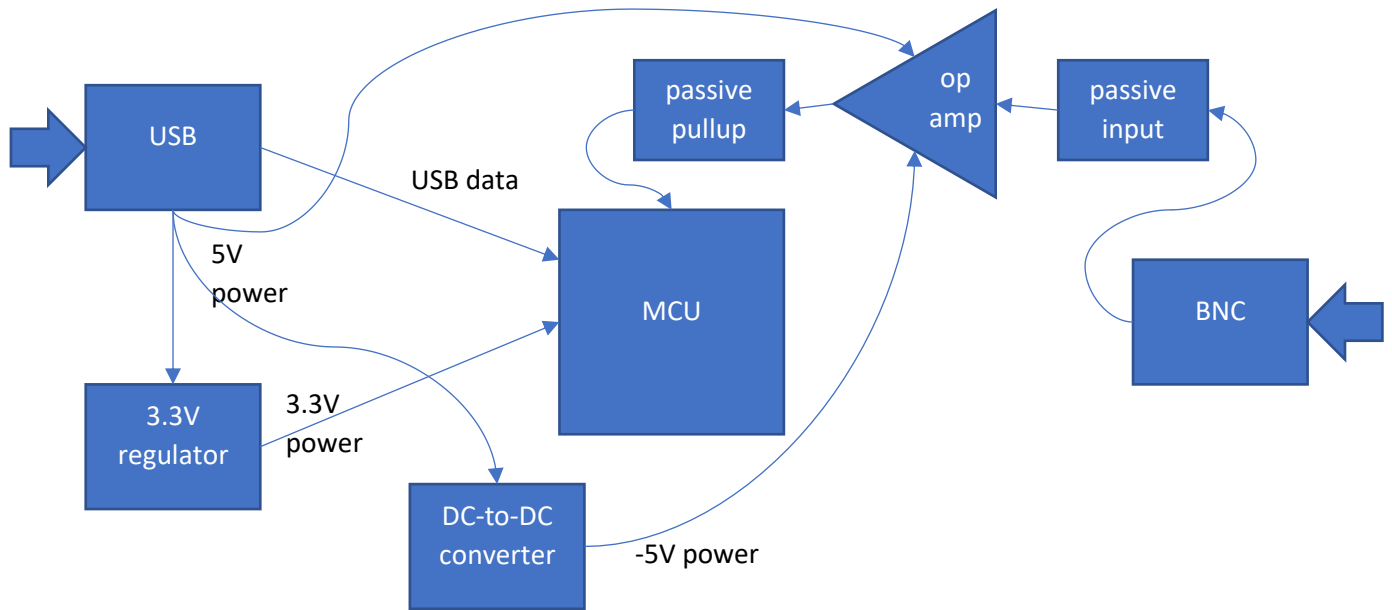 USB
USB data
passive
pullup
op
amp
passive
input
5V
power
MCU
BNC
3.3V
regulator
3.3V
power
DC-to-DC
converter
-5V power